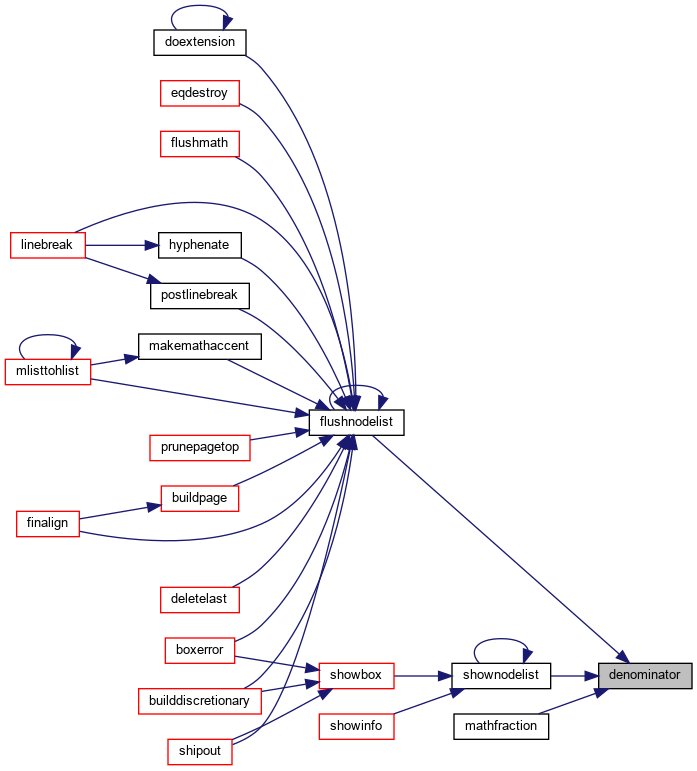 doextension
eqdestroy
flushmath
linebreak
hyphenate
postlinebreak
makemathaccent
mlisttohlist
flushnodelist
prunepagetop
buildpage
finalign
deletelast
boxerror
showbox
shownodelist
denominator
builddiscretionary
showinfo
mathfraction
shipout